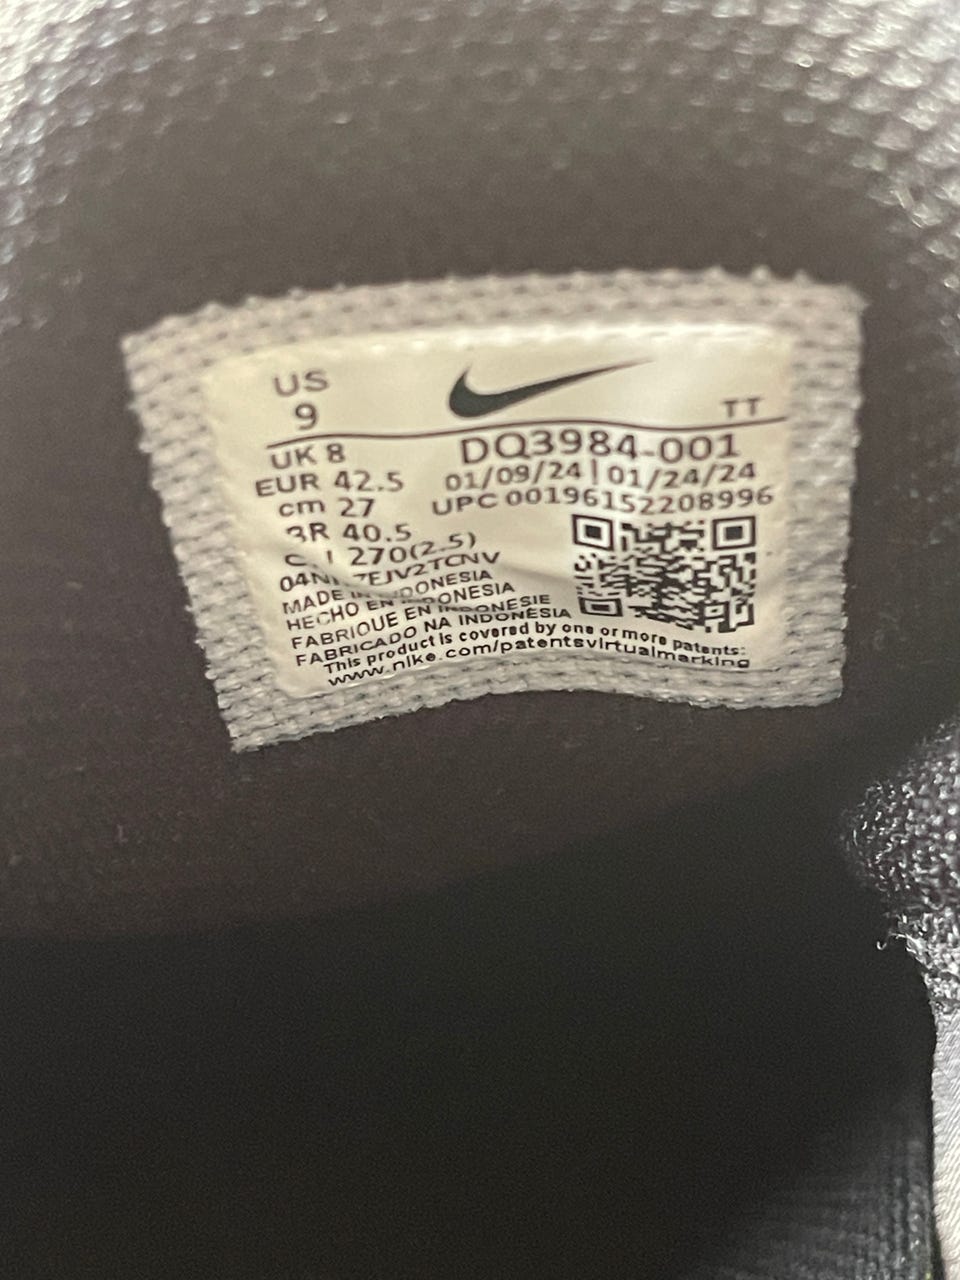 US
9
TT
UK 8
EUR 42.5
cm 27
BR 40.5
270(2.5)
DQ3984-001
01/09/24 | 01/24/24
UPC 00196152208996
MADE IN INDONESIA
HECHO EN INDONESIA
FABRIQUE EN INDONESIE
FABRICADO NA INDONÉSIA
This product is covered by one or more patents:
www.nike.com/patentsvirtualmarking